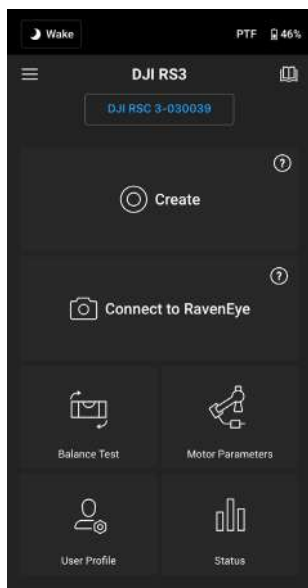 Wake PTF 46%
DJI RS3
DJI RSC 3-030039
?
Create
?
Connect to RavenEye
Balance Test Motor Parameters
User Profile Status